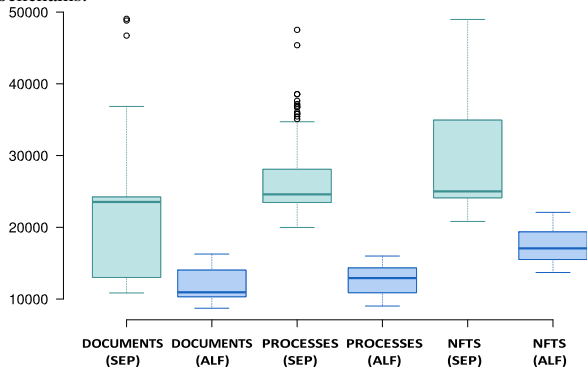 50000
40000
30000
20000
10000
DOCUMENTS DOCUMENTS PROCESSES PROCESSES NFTS NFTS
(SEP) (ALF) (SEP) (ALF) (SEP) (ALF)